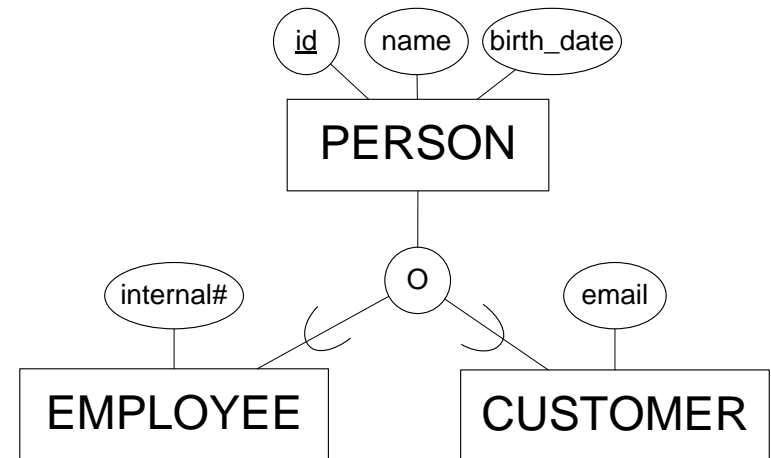 id name birth_date
PERSON
O
internal# email
EMPLOYEE CUSTOMER